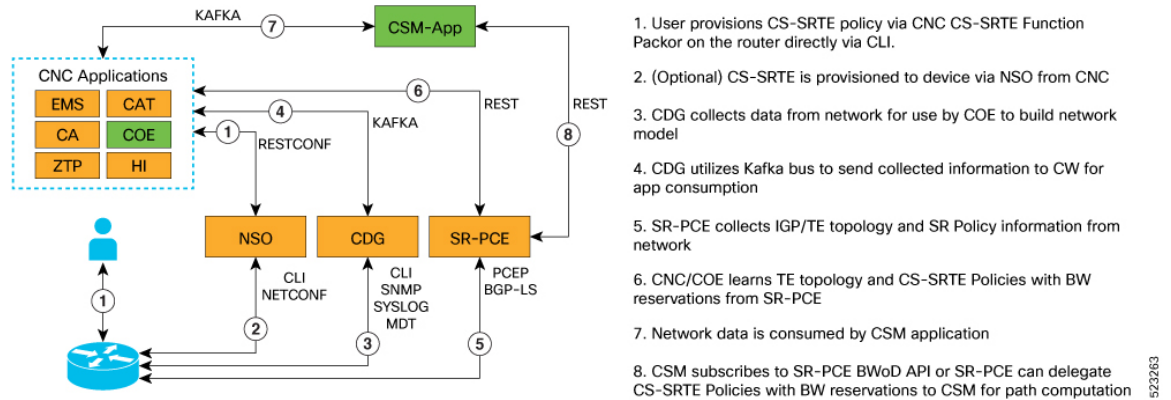 KAFKA
7
CSM-App
CNC Applications
EMS
CAT
CA
COE
ZTP
HI
6
REST
REST
4
KAFKA
8
1
RESTCONF
NSO
CDG
SR-PCE
CLI
NETCONF
CLI
SNMP
SYSLOG
MDT
PCEP
BGP-LS
1
2
3
5
1. User provisions CS-SRTE policy via CNC CS-SRTE Function
Packor on the router directly via CLI.
2. (Optional) CS-SRTE is provisioned to device via NSO from CNC
3. CDG collects data from network for use by COE to build network
model
4. CDG utilizes Kafka bus to send collected information to CW for
app consumption
5. SR-PCE collects IGP/TE topology and SR Policy information from
network
6. CNC/COE learns TE topology and CS-SRTE Policies with BW
reservations from SR-PCE
7. Network data is consumed by CSM application
8. CSM subscribes to SR-PCE BWoD API or SR-PCE can delegate
CS-SRTE Policies with BW reservations to CSM for path computation
523263